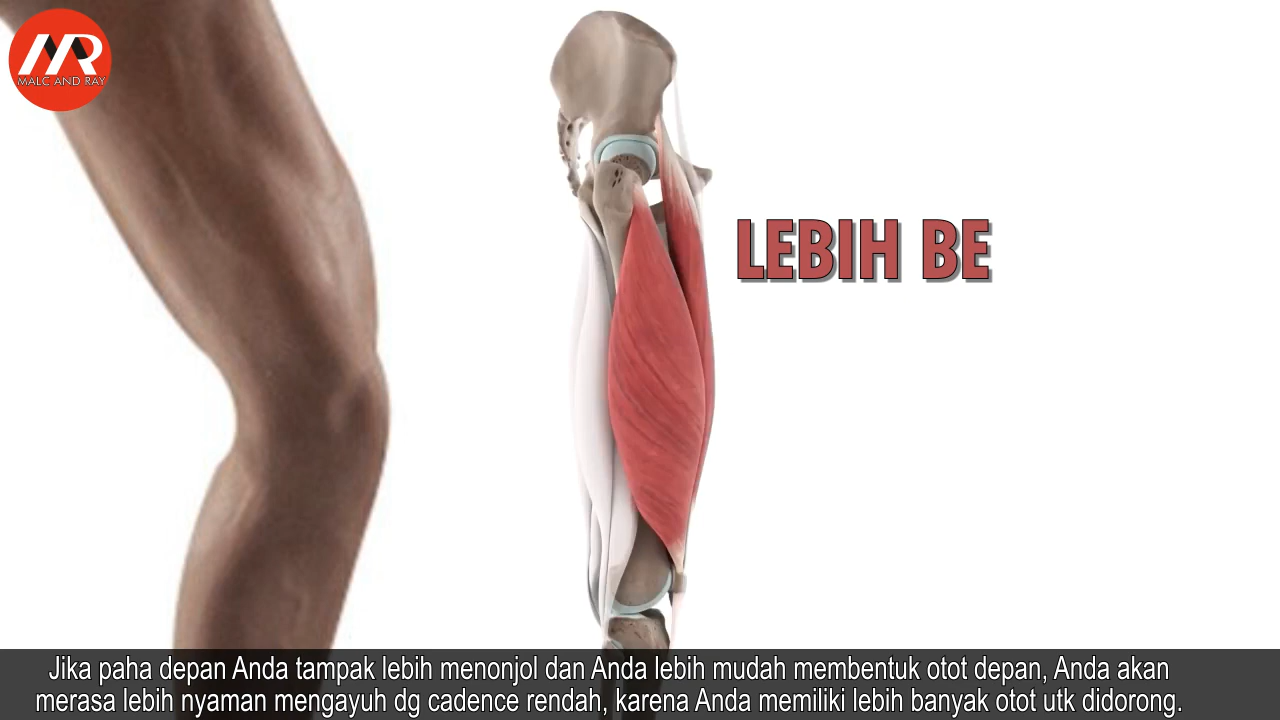 MR
MALC AND RAY
LEBIH BE
Jika paha depan Anda tampak lebih menonjol dan Anda lebih mudah membentuk otot depan, Anda akan
merasa lebih nyaman mengayuh dg cadence rendah, karena Anda memiliki lebih banyak otot utk didorong.